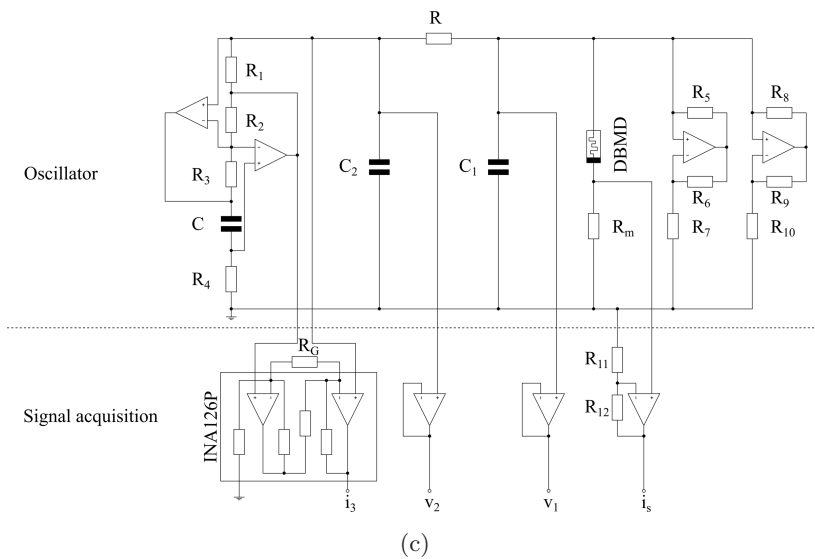 R
R₁
R₂
R₃
C
R₄
C₂
C₁
DBMD
Rₘ
R₅
R₆
R₇
R₈
R₉
R₁₀
Oscillator
+
−
−
+
+
−
+
−
Signal acquisition
INA126P
R_G
+
-
-
+
i₃
+
-
v₂
+
-
v₁
R₁₁
R₁₂
-
+
iₛ
(c)